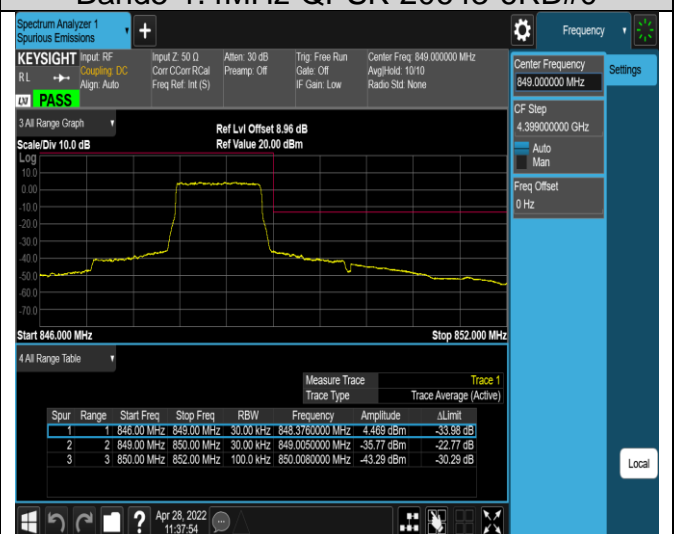 Band5-1.4MHz-QPSK-20643-6RB#0
Spectrum Analyzer 1
Spurious Emissions
Frequency
KEYSIGHT
Input: RF
Coupling: DC
Align: Auto
Input Z: 50 Ω
Corr CCorr RCal
Freq Ref: Int (S)
Atten: 30 dB
Preamp: Off
Trig: Free Run
Gate: Off
IF Gain: Low
Center Freq: 849.000000 MHz
Avg|Hold: 10/10
Radio Std: None
R L
LXI PASS
Center Frequency
849.000000 MHz
Settings
CF Step
4.399000000 GHz
Auto
Man
Freq Offset
0 Hz
3 All Range Graph
Scale/Div 10.0 dB
Ref Lvl Offset 8.96 dB
Ref Value 20.00 dBm
Log
10.0
0.00
-10.0
-20.0
-30.0
-40.0
-50.0
-60.0
-70.0
Start 846.000 MHz Stop 852.000 MHz
4 All Range Table
Measure Trace Trace 1
Trace Type Trace Average (Active)
Spur Range Start Freq Stop Freq RBW Frequency Amplitude ΔLimit
1 1 846.00 MHz 849.00 MHz 30.00 kHz 848.3760000 MHz 4.469 dBm -33.98 dB
2 2 849.00 MHz 850.00 MHz 30.00 kHz 849.0050000 MHz -35.77 dBm -22.77 dB
3 3 850.00 MHz 852.00 MHz 100.0 kHz 850.0080000 MHz -43.29 dBm -30.29 dB
Local
Apr 28, 2022
11:37:54